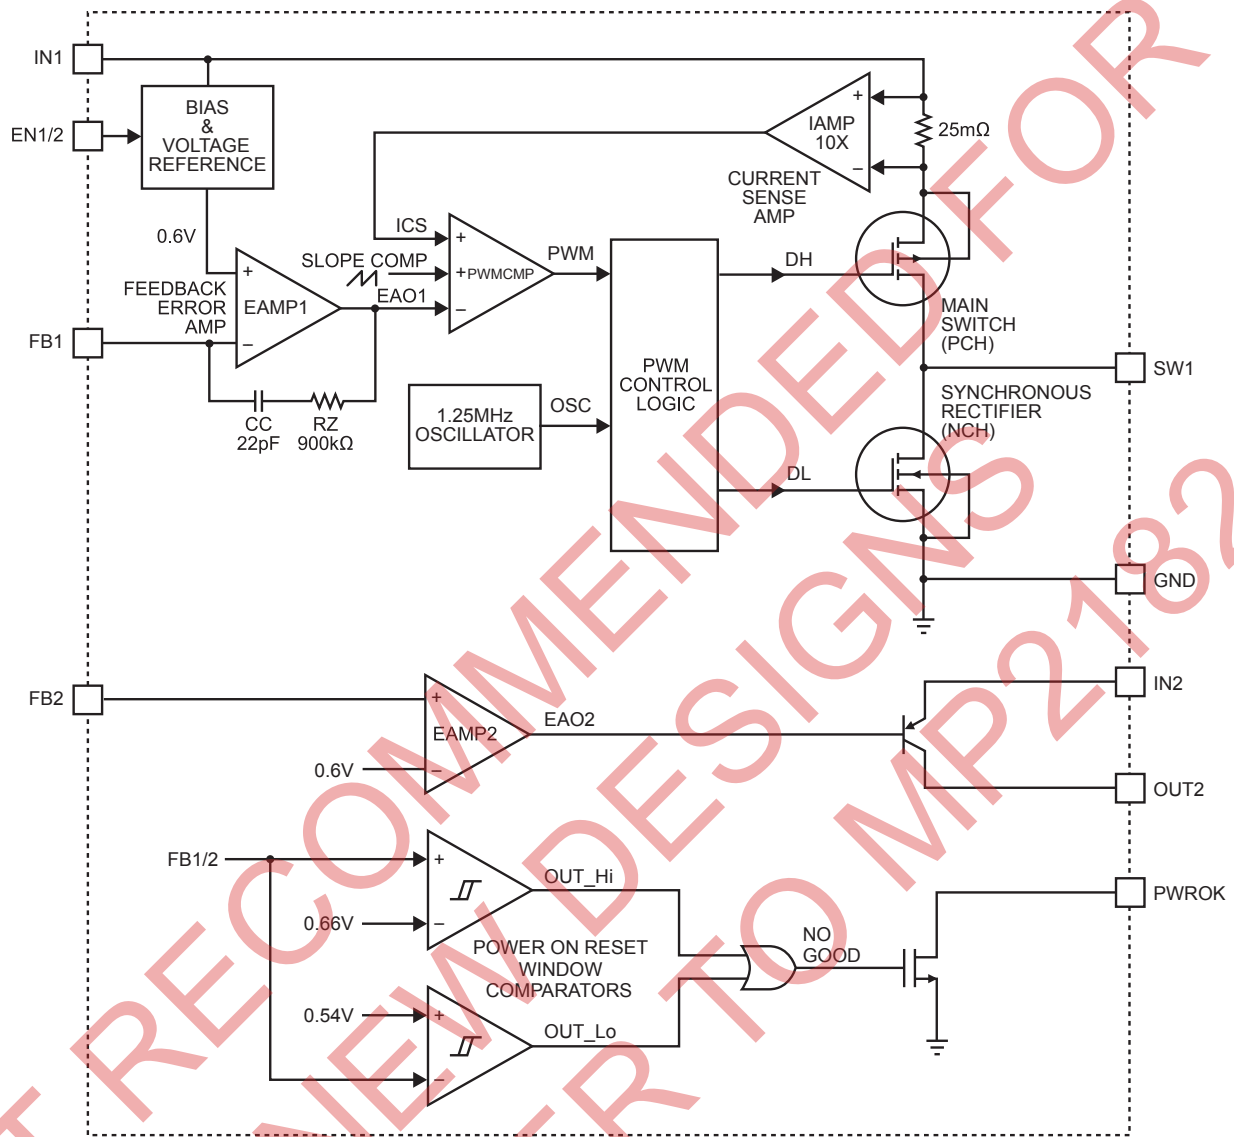 IN1
BIAS
&
VOLTAGE
REFERENCE
EN1/2
+
IAMP
10X
–
25mΩ
CURRENT
SENSE
AMP
0.6V
ICS
+
SLOPE COMP
+
PWMCMP
EAO1
–
PWM
DH
FEEDBACK
ERROR
AMP
+
EAMP1
–
FB1
MAIN
SWITCH
(PCH)
SW1
CC
22pF
RZ
900kΩ
1.25MHz
OSCILLATOR
OSC
PWM
CONTROL
LOGIC
SYNCHRONOUS
RECTIFIER
(NCH)
DL
GND
FB2
+
EAMP2
–
0.6V
EAO2
IN2
OUT2
FB1/2
+
OUT_Hi
0.66V
–
POWER ON RESET
WINDOW
COMPARATORS
NO
GOOD
PWROK
0.54V
+
OUT_Lo
–
T RECOMMENDED FOR
NEW DESIGNS
ER TO MP2182